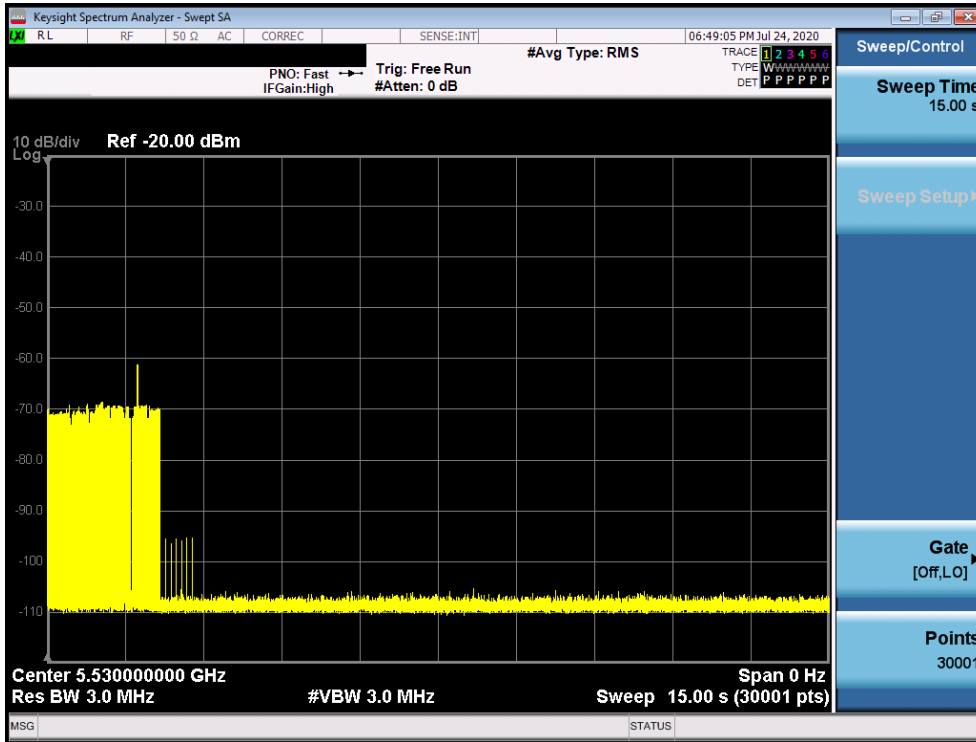 Keysight Spectrum Analyzer - Swept SA
LXI RL RF 50 Ω AC CORREC SENSE:INT 06:49:05 PM Jul 24, 2020
Sweep/Control
#Avg Type: RMS TRACE 1 2 3 4 5 6
PNO: Fast Trig: Free Run TYPE WWWWWW
IFGain:High #Atten: 0 dB DET P P P P P P
Sweep Time
15.00 s
10 dB/div Ref -20.00 dBm
Log
Sweep Setup
-30.0
-40.0
-50.0
-60.0
-70.0
-80.0
-90.0
-100
-110
Gate
[Off,LO]
Points
30001
Center 5.530000000 GHz Span 0 Hz
Res BW 3.0 MHz #VBW 3.0 MHz Sweep 15.00 s (30001 pts)
MSG STATUS